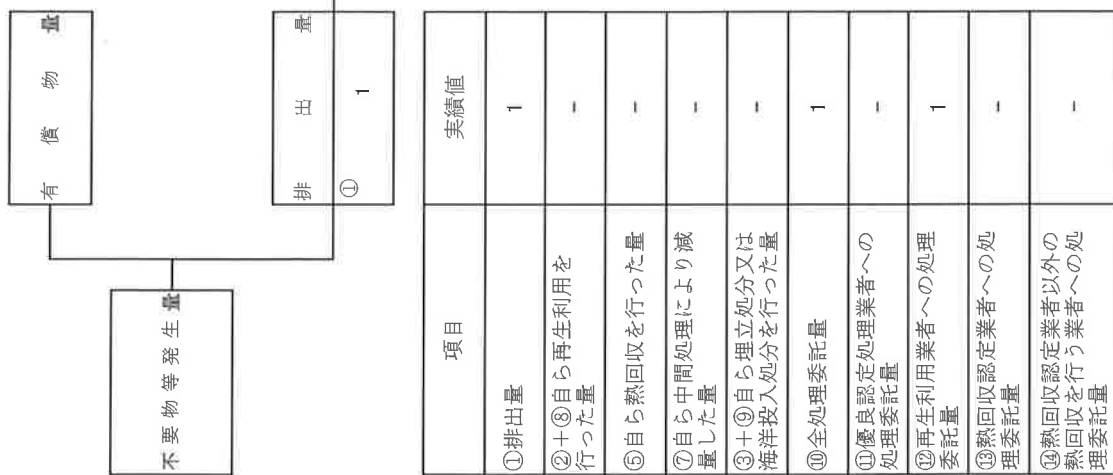 有償物量
不要物等発生量
排出量
①
1
項目 実績値
①排出量 1
②+⑧自ら再生利用を
行った量 -
⑤自ら熱回収を行った量 -
⑦自ら中間処理により減
量した量 -
③+⑨自ら埋立処分又は
海洋投入処分を行った量 -
⑩全処理委託量 1
⑪優良認定処理業者への
処理委託量 -
⑫再生利用業者への処理
委託量 1
⑬熱回収認定業者への処
理委託量 -
⑭熱回収認定業者以外の
熱回収を行う業者への処
理委託量 -